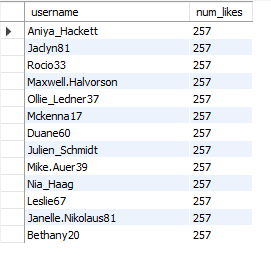 username num_likes
Aniya_Hackett 257
Jaclyn81 257
Rocio33 257
Maxwell.Halvorson 257
Ollie_Ledner37 257
Mckenna17 257
Duane60 257
Julien_Schmidt 257
Mike.Auer39 257
Nia_Haag 257
Leslie67 257
Janelle.Nikolaus81 257
Bethany20 257